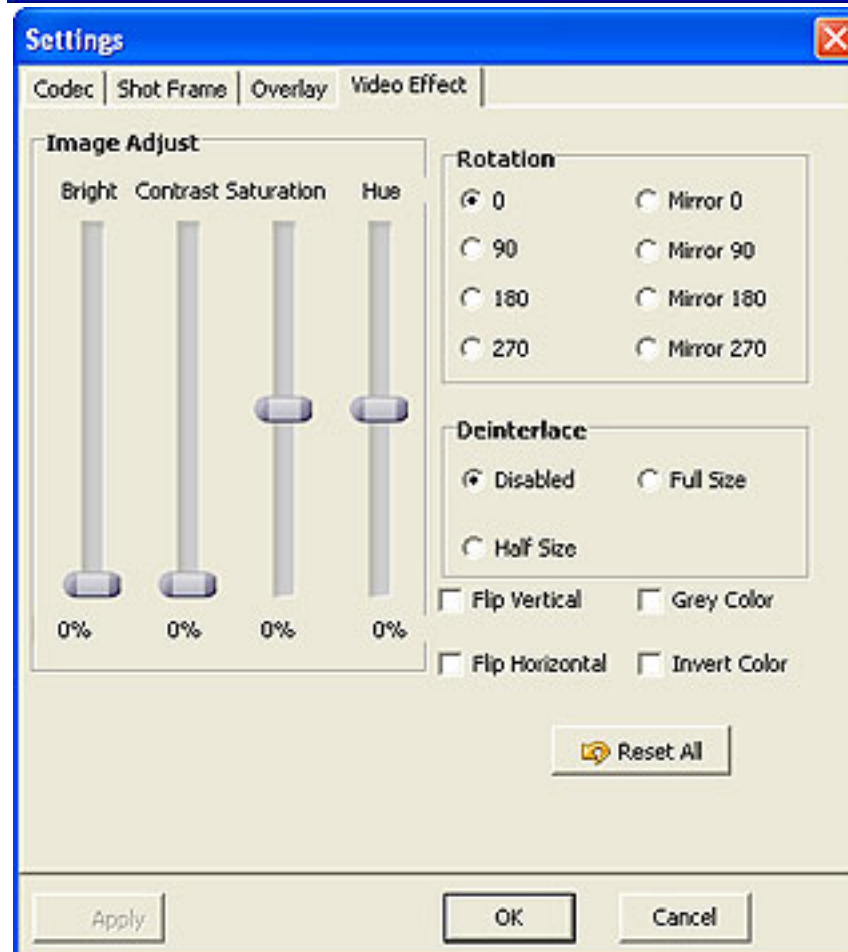 Settings
Codec Shot Frame Overlay Video Effect
Image Adjust
Bright Contrast Saturation Hue
0% 0% 0% 0%
Rotation
0 Mirror 0
90 Mirror 90
180 Mirror 180
270 Mirror 270
Deinterlace
Disabled Full Size
Half Size
Flip Vertical Grey Color
Flip Horizontal Invert Color
Reset All
Apply OK Cancel